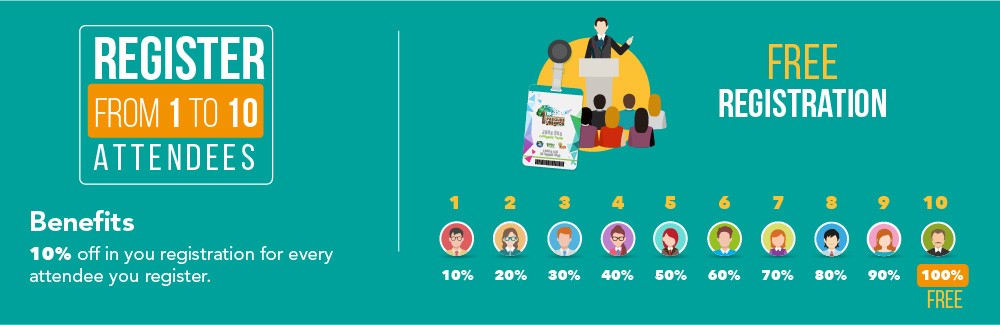 REGISTER
FROM 1 TO 10
ATTENDEES
Benefits
10% off in you registration for every
attendee you register.
FREE
REGISTRATION
1 2 3 4 5 6 7 8 9 10
10% 20% 30% 40% 50% 60% 70% 80% 90% 100%
FREE